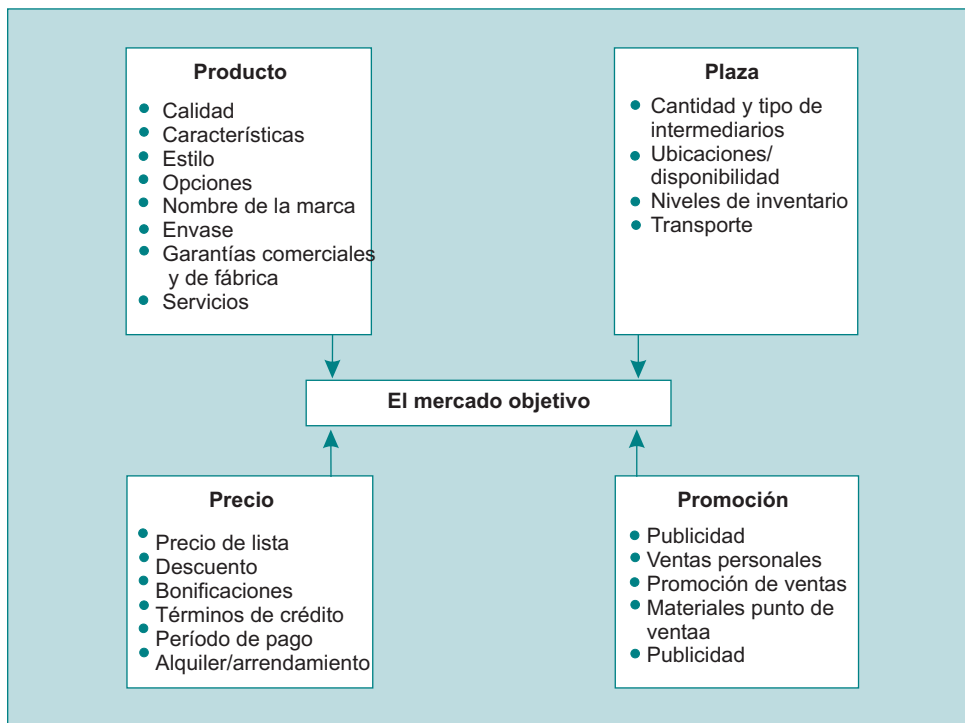 Producto
• Calidad
• Características
• Estilo
• Opciones
• Nombre de la marca
• Envase
• Garantías comerciales
y de fábrica
• Servicios
Plaza
• Cantidad y tipo de
intermediarios
• Ubicaciones/
disponibilidad
• Niveles de inventario
• Transporte
El mercado objetivo
Precio
• Precio de lista
• Descuento
• Bonificaciones
• Términos de crédito
• Período de pago
• Alquiler/arrendamiento
Promoción
• Publicidad
• Ventas personales
• Promoción de ventas
• Materiales punto de
ventaa
• Publicidad